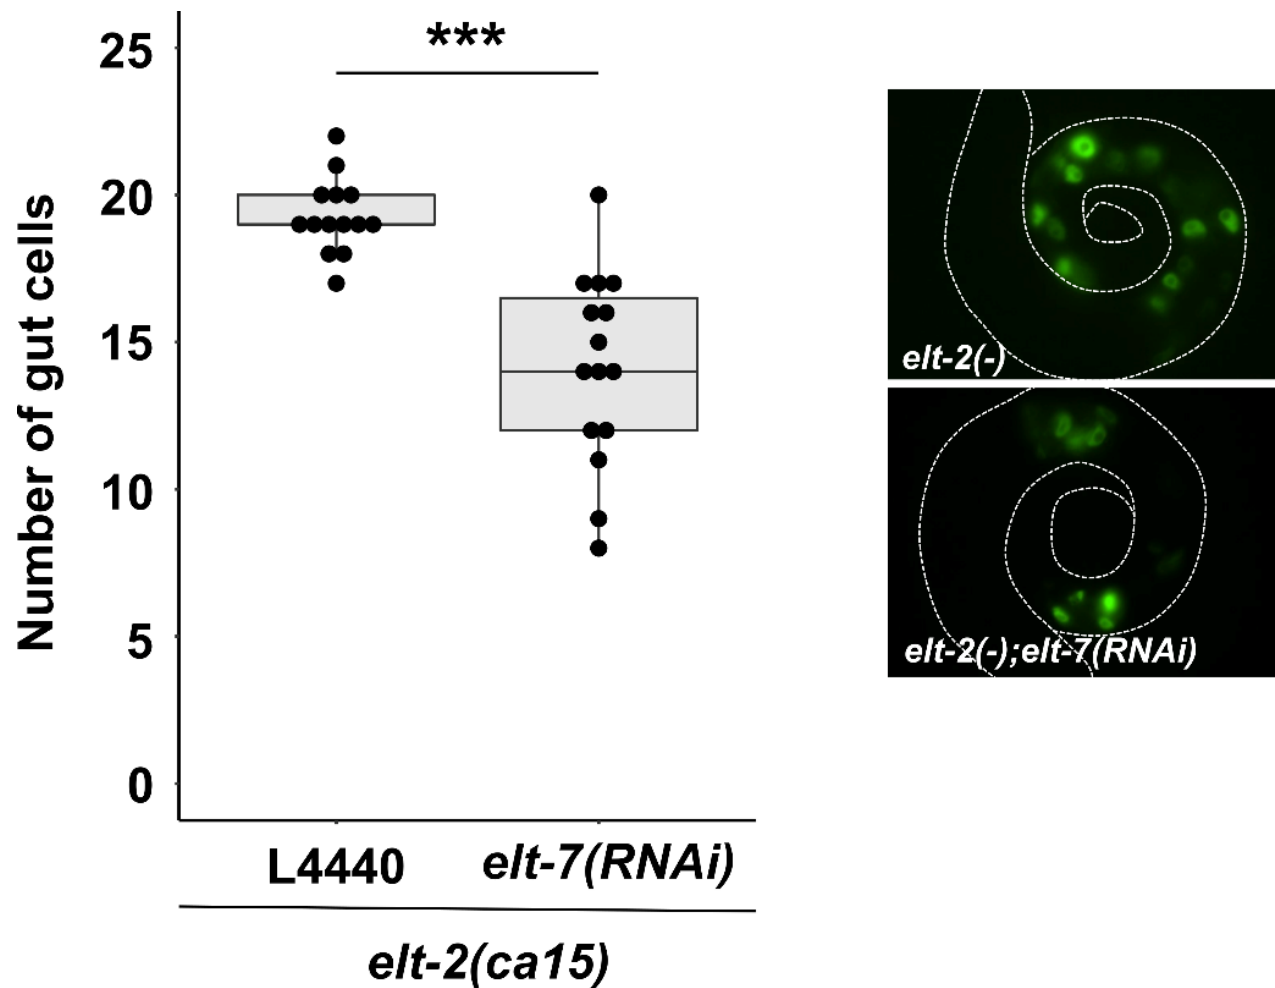 ***
25
20
15
10
5
0
Number of gut cells
L4440
elt-7(RNAi)
elt-2(ca15)
elt-2(-)
elt-2(-);elt-7(RNAi)